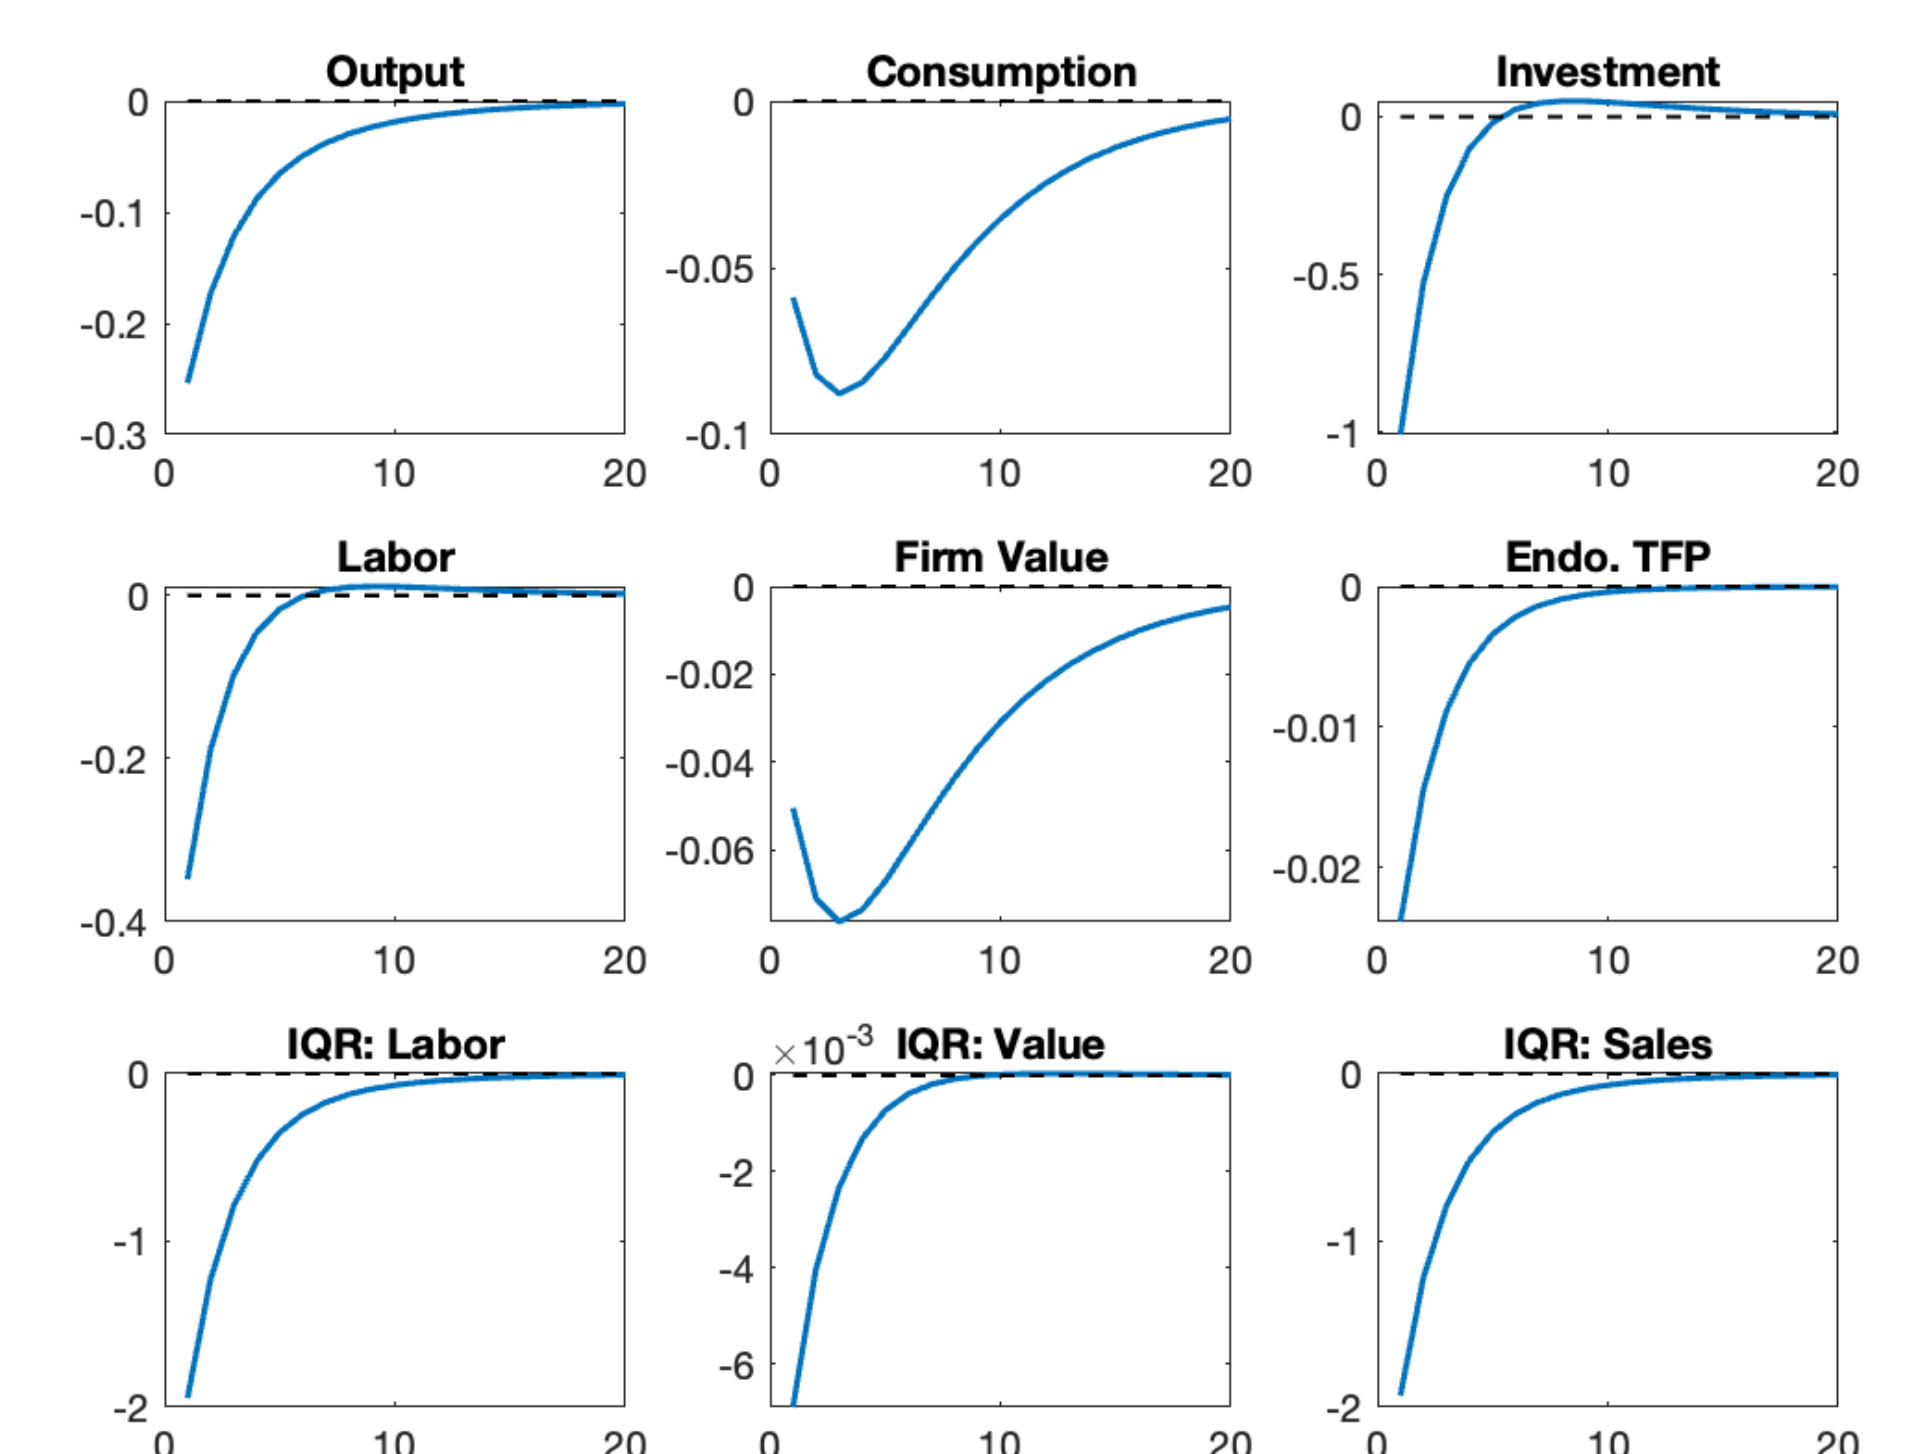 Output Consumption Investment
0 0 0
-0.1 -0.05 -0.5
-0.2
-0.3 -0.1 -1
0 10 20 0 10 20 0 10 20
Labor Firm Value Endo. TFP
0 0 0
-0.2 -0.02 -0.01
-0.04
-0.06 -0.02
-0.4
0 10 20 0 10 20 0 10 20
IQR: Labor ×10-3 IQR: Value IQR: Sales
0 0 0
-1 -2 -1
-4
-6
-2 -2
0 10 20 0 10 20 0 10 20